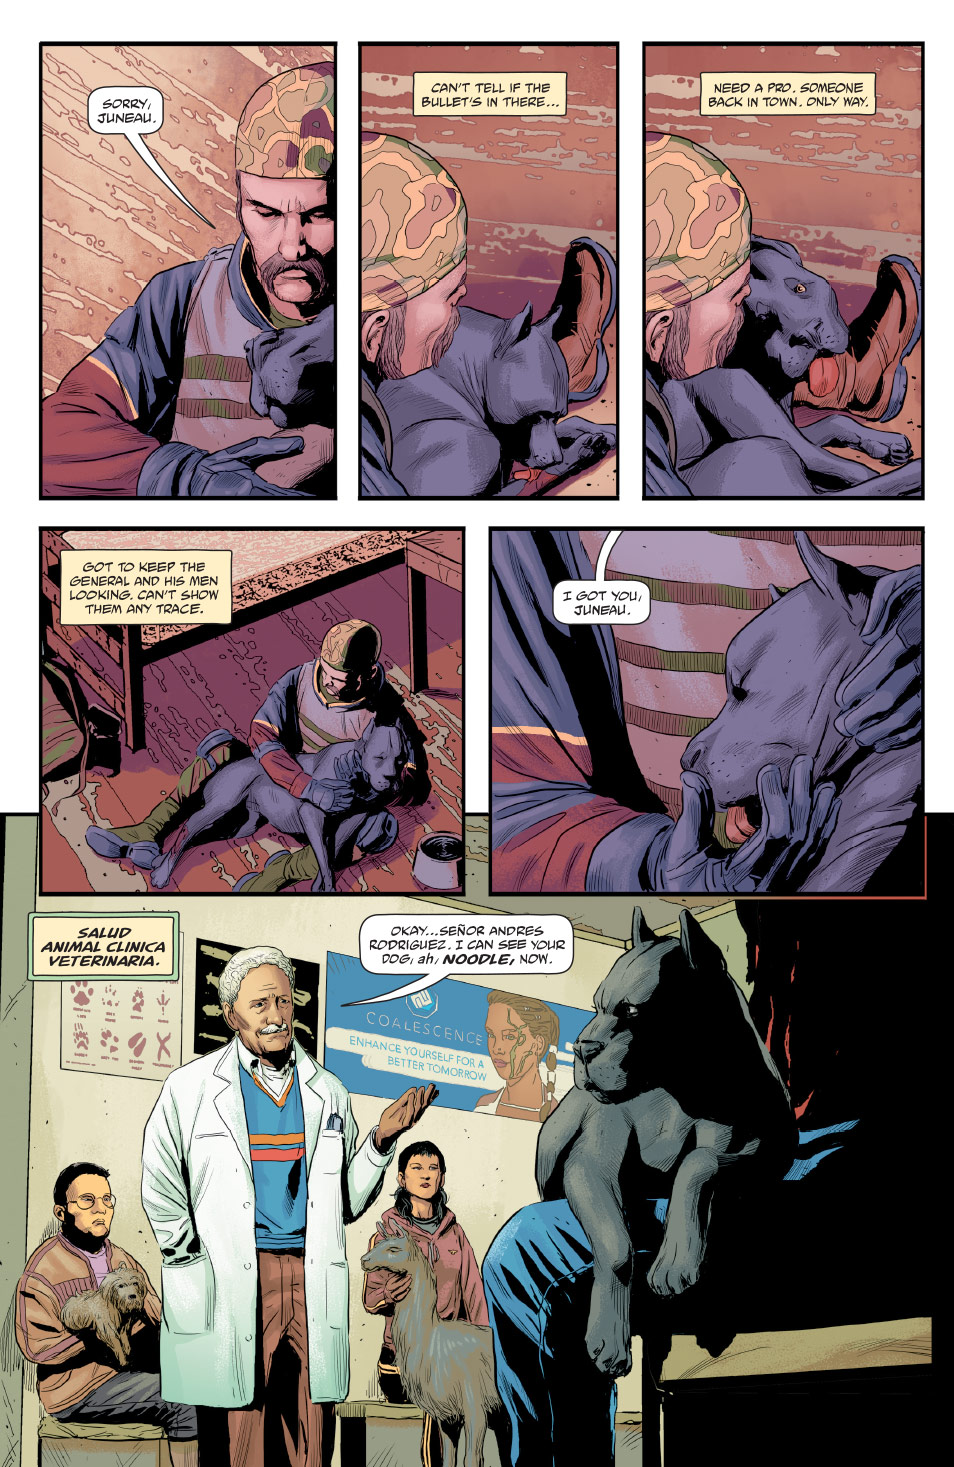 SORRY,
JUNEAU.
CAN'T TELL IF THE
BULLET'S IN THERE...
NEED A PRO. SOMEONE
BACK IN TOWN. ONLY WAY.
GOT TO KEEP THE
GENERAL AND HIS MEN
LOOKING. CAN'T SHOW
THEM ANY TRACE.
I GOT YOU,
JUNEAU.
SALUD
ANIMAL CLINICA
VETERINARIA.
OKAY...SEÑOR ANDRES
RODRIGUEZ. I CAN SEE YOUR
DOG, ah, NOODLE, NOW.
COALESCENCE
ENHANCE YOURSELF FOR A
BETTER TOMORROW